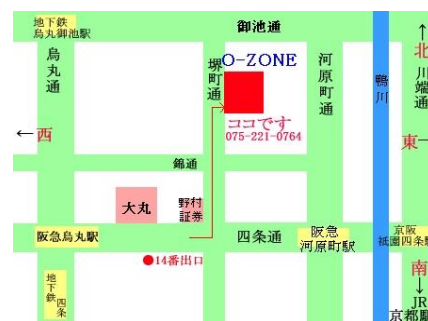 地下鉄
烏丸御池駅
御池通
↑
北
烏丸通
堺町通
O-ZONE
河原町通
鴨川
川端通
ココです
075-221-0764
←西
東→
錦通
大丸
野村
証券
阪急烏丸駅
四条通
阪急
河原町駅
京阪
祇園四条駅
●14番出口
地下鉄
四条
南
↓
JR
京都駅